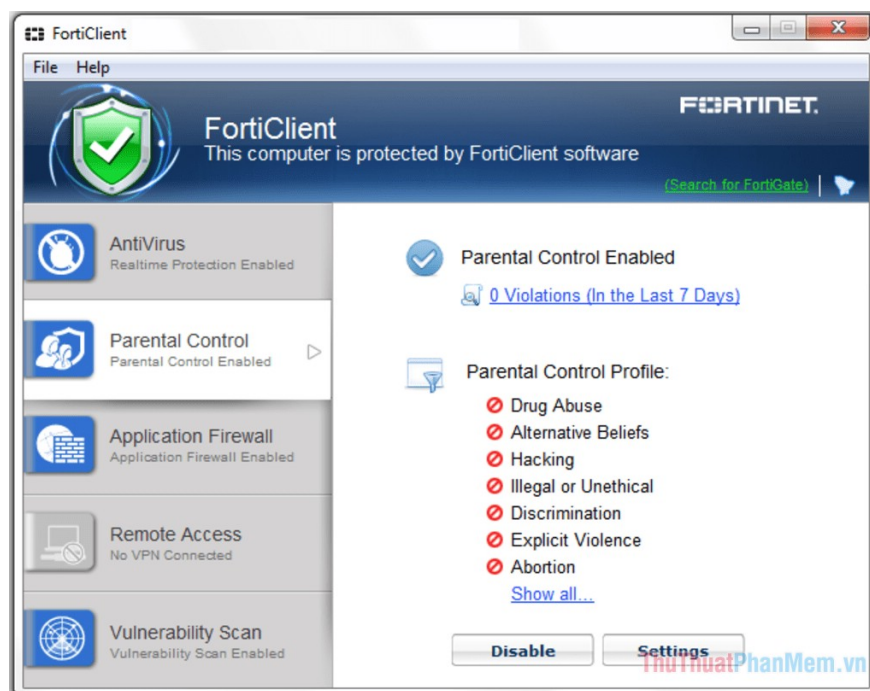 FortiClient
File Help
FORTINET
FortiClient
This computer is protected by FortiClient software
(Search for FortiGate)
AntiVirus
Realtime Protection Enabled
Parental Control
Parental Control Enabled
Application Firewall
Application Firewall Enabled
Remote Access
No VPN Connected
Vulnerability Scan
Vulnerability Scan Enabled
Parental Control Enabled
0 Violations (In the Last 7 Days)
Parental Control Profile:
Drug Abuse
Alternative Beliefs
Hacking
Illegal or Unethical
Discrimination
Explicit Violence
Abortion
Show all...
Disable
Settings
ThuThuatPhanMem.vn